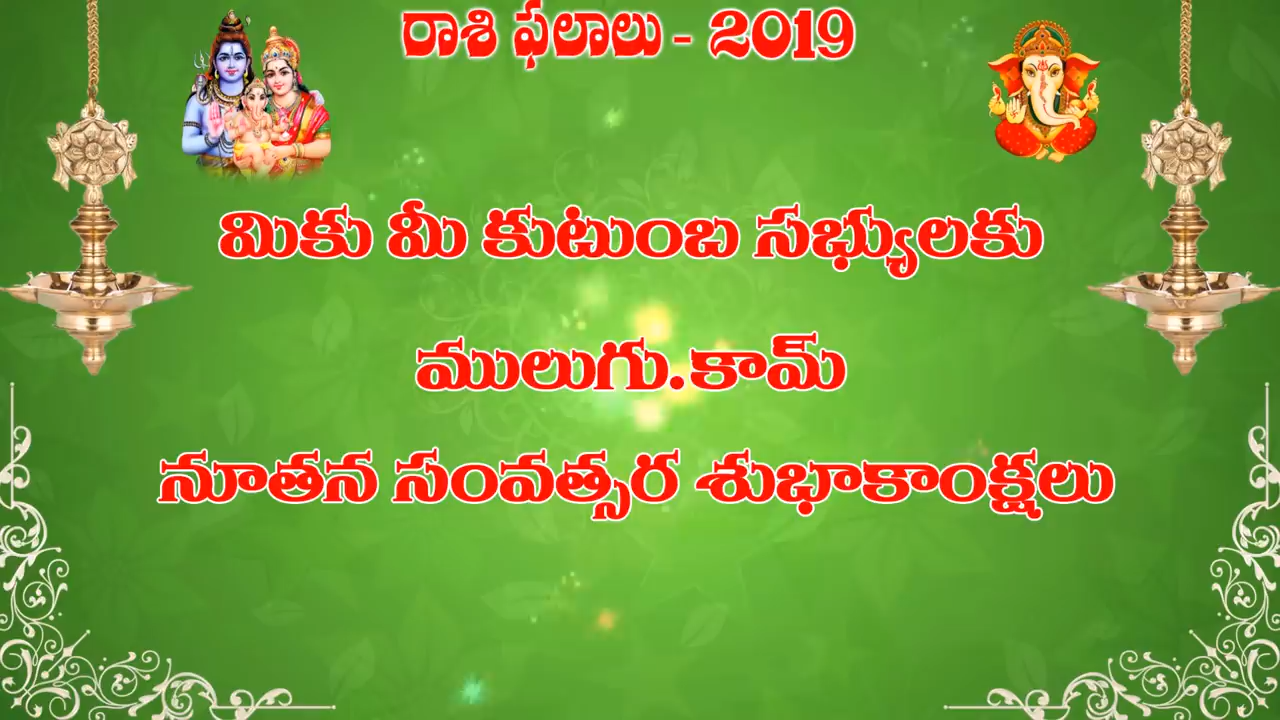 రాశి ఫలాలు - 2019
మికు మీ కుటుంబ సభ్యులకు
ములుగు.కామ్
నూతన సంవత్సర శుభాకాంక్షలు